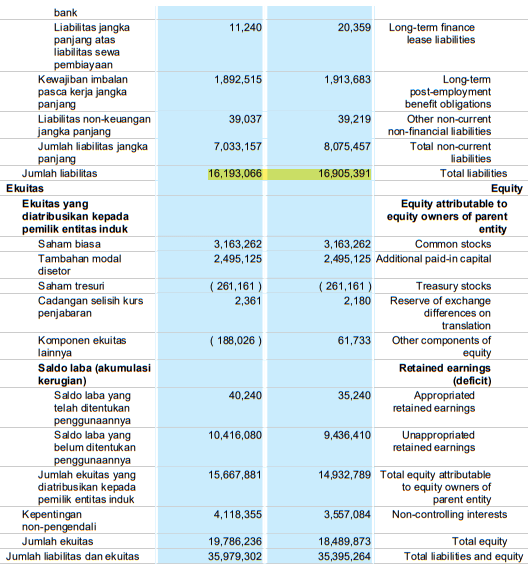 bank
Liabilitas jangka 11,240 20,359 Long-term finance
panjang atas lease liabilities
liabilitas sewa
pembiayaan
Kewajiban imbalan 1,892,515 1,913,683 Long-term
pasca kerja jangka post-employment
panjang benefit obligations
Liabilitas non-keuangan 39,037 39,219 Other non-current
jangka panjang non-financial liabilities
Jumlah liabilitas jangka 7,033,157 8,075,457 Total non-current
panjang liabilities
Jumlah liabilitas 16,193,066 16,905,391 Total liabilities
Ekuitas Equity
Ekuitas yang Equity attributable to
diatribusikan kepada equity owners of parent
pemilik entitas induk entity
Saham biasa 3,163,262 3,163,262 Common stocks
Tambahan modal 2,495,125 2,495,125 Additional paid-in capital
disetor
Saham tresuri ( 261,161 ) ( 261,161 ) Treasury stocks
Cadangan selisih kurs 2,361 2,180 Reserve of exchange
penjabaran differences on
translation
Komponen ekuitas ( 188,026 ) 61,733 Other components of
lainnya equity
Saldo laba (akumulasi Retained earnings
kerugian) (deficit)
Saldo laba yang 40,240 35,240 Appropriated
telah ditentukan retained earnings
penggunaannya
Saldo laba yang 10,416,080 9,436,410 Unappropriated
belum ditentukan retained earnings
penggunaannya
Jumlah ekuitas yang 15,667,881 14,932,789 Total equity attributable
diatribusikan kepada to equity owners of
pemilik entitas induk parent entity
Kepentingan 4,118,355 3,557,084 Non-controlling interests
non-pengendali
Jumlah ekuitas 19,786,236 18,489,873 Total equity
Jumlah liabilitas dan ekuitas 35,979,302 35,395,264 Total liabilities and equity